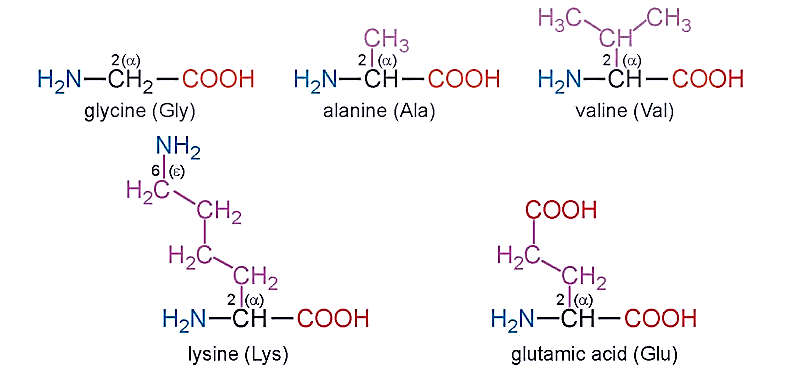 CH₃
H₃C CH₃
CH
2 (α) 2 (α) 2 (α)
H₂N—CH₂—COOH H₂N—CH—COOH H₂N—CH—COOH
glycine (Gly) alanine (Ala) valine (Val)
NH₂
6 (ε)
H₂C
CH₂
H₂C
CH₂
2 (α)
H₂N—CH—COOH
lysine (Lys)
COOH
H₂C
CH₂
2 (α)
H₂N—CH—COOH
glutamic acid (Glu)